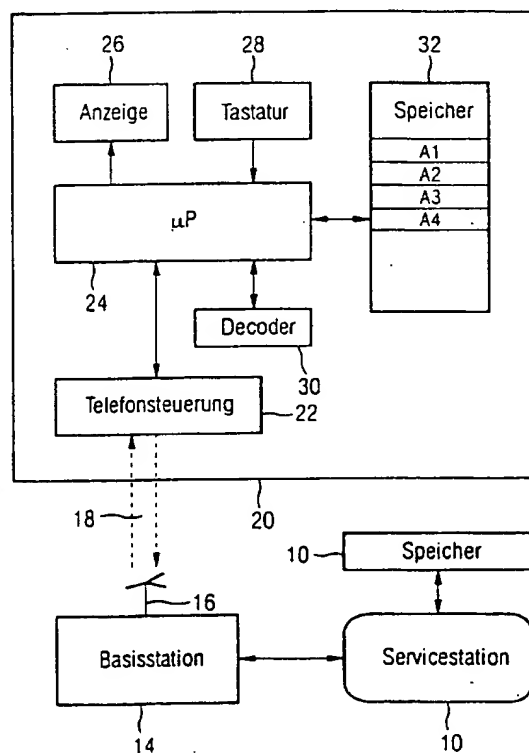 26
28
32
Anzeige
Tastatur
Speicher
A1
A2
A3
A4
µP
24
Decoder
30
Telefonsteuerung
22
18
20
10
Speicher
16
Basisstation
Servicestation
14
10